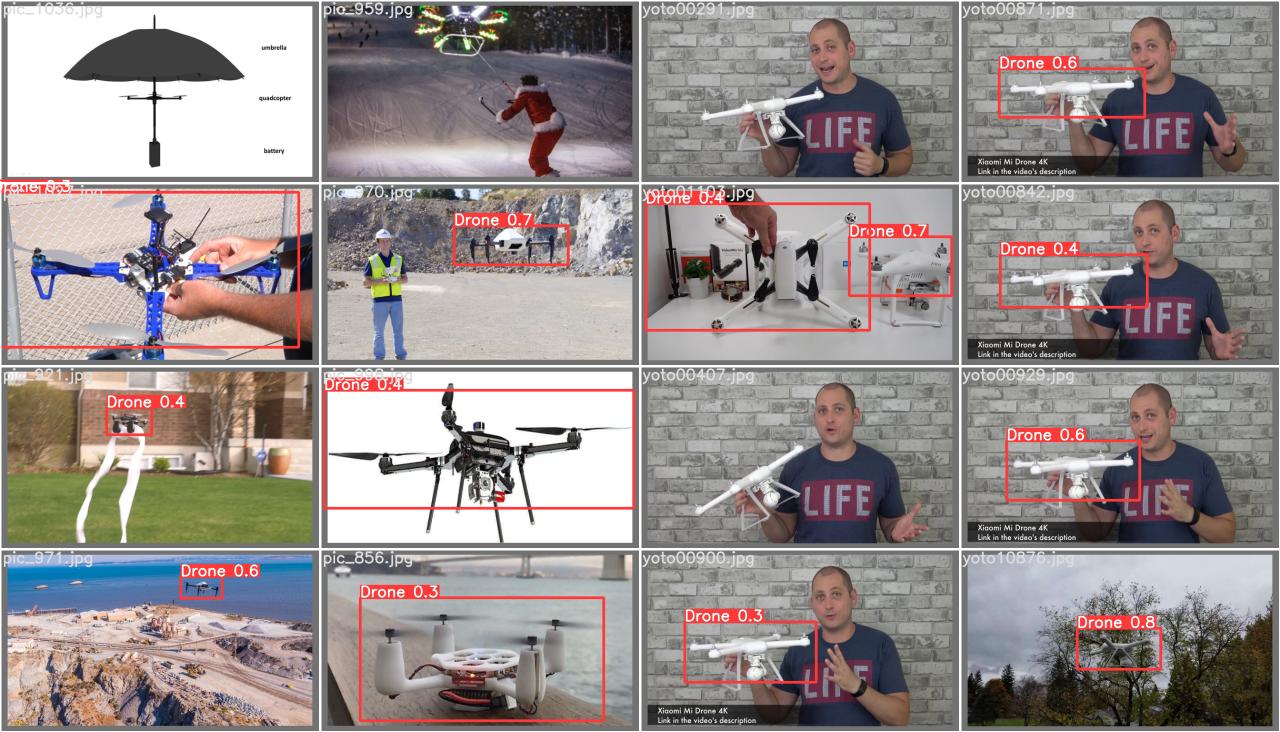 pic_1036.jpg
umbrella
quadcopter
battery
pic_959.jpg
yoto00291.jpg
LIFE
yoto00871.jpg
Drone 0.6
LIFE
Xiaomi Mi Drone 4K
Link in the video's description
Drone 0.3
pic_970.jpg
Drone 0.7
yoto01103.jpg
Drone 0.4
Drone 0.7
yoto00842.jpg
Drone 0.4
LIFE
Xiaomi Mi Drone 4K
Link in the video's description
pic_921.jpg
Drone 0.4
Drone 0.4
yoto00407.jpg
LIFE
yoto00929.jpg
Drone 0.6
LIFE
Xiaomi Mi Drone 4K
Link in the video's description
pic_971.jpg
Drone 0.6
pic_856.jpg
Drone 0.3
yoto00900.jpg
Drone 0.3
LIFE
Xiaomi Mi Drone 4K
Link in the video's description
yoto10876.jpg
Drone 0.8